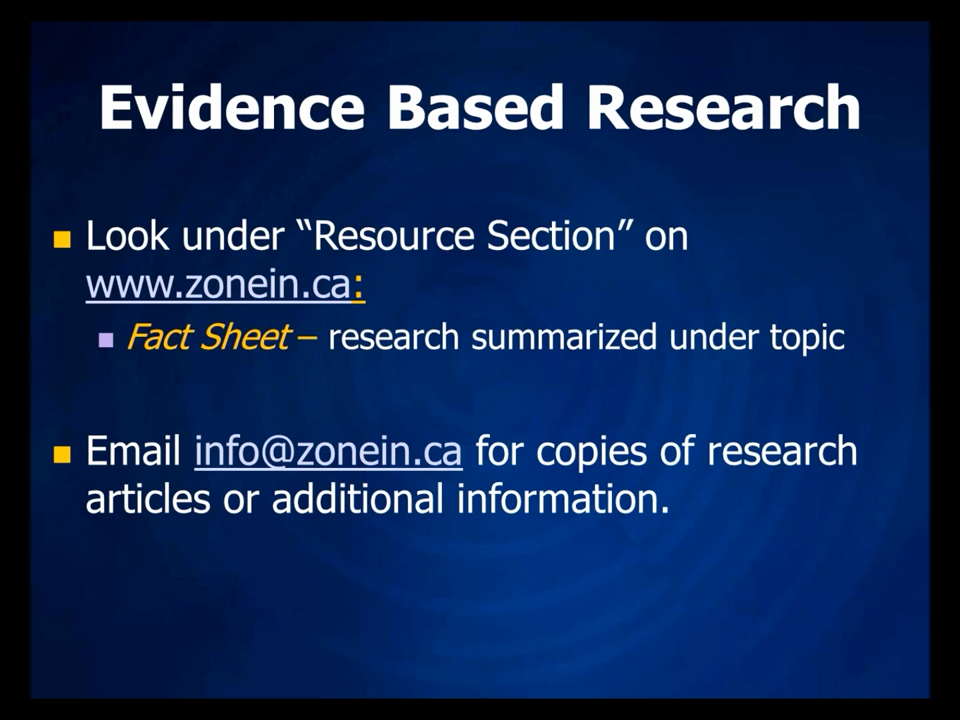 Evidence Based Research
Look under “Resource Section” on
www.zonein.ca:
Fact Sheet – research summarized under topic
Email info@zonein.ca for copies of research
articles or additional information.